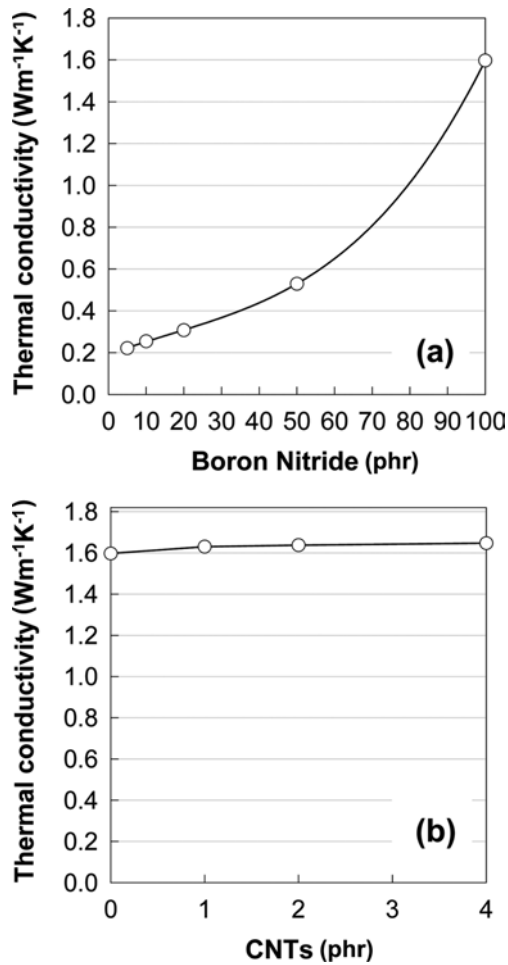 Thermal conductivity (Wm⁻¹K⁻¹)
1.8
1.6
1.4
1.2
1.0
0.8
0.6
0.4
0.2
0.0
(a)
0 10 20 30 40 50 60 70 80 90 100
Boron Nitride (phr)
Thermal conductivity (Wm⁻¹K⁻¹)
1.8
1.6
1.4
1.2
1.0
0.8
0.6
0.4
0.2
0.0
(b)
0 1 2 3 4
CNTs (phr)